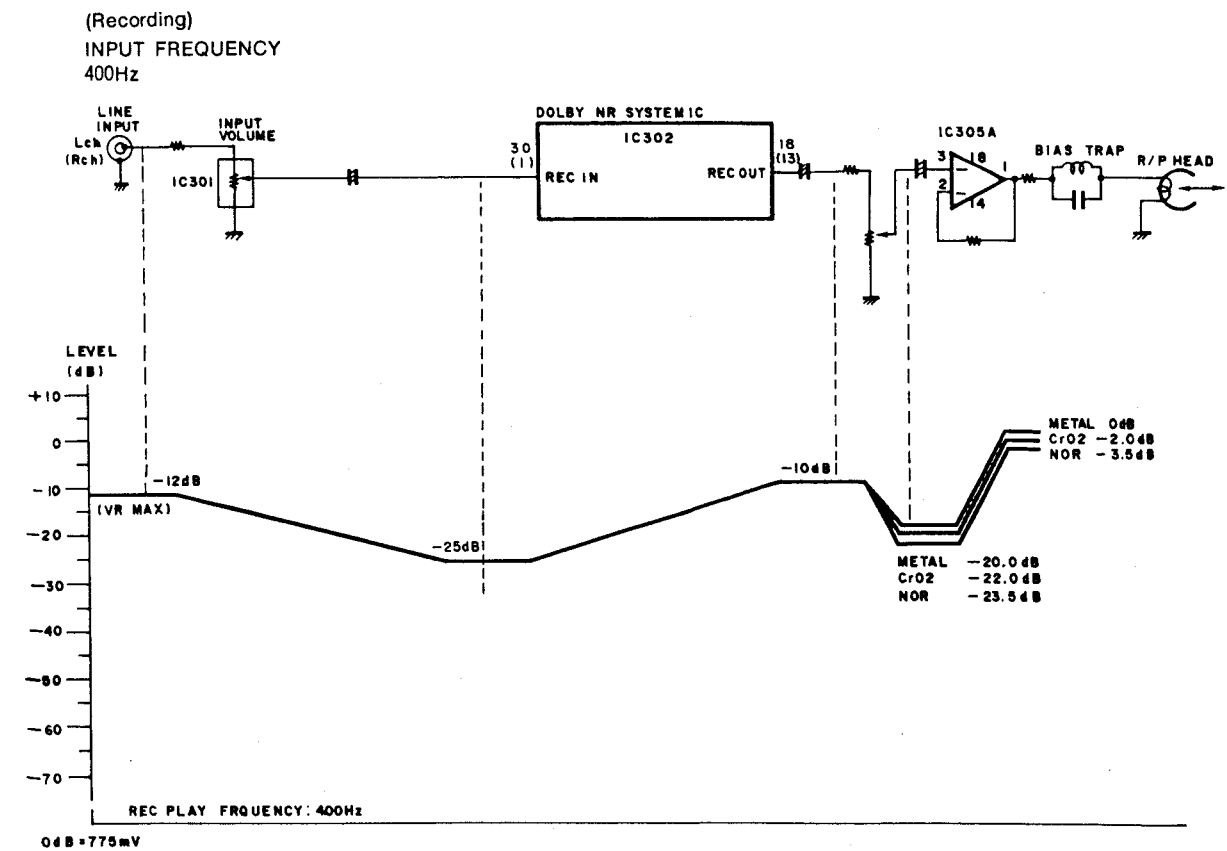 (Recording)
INPUT FREQUENCY
400Hz
LINE
INPUT
Lch
(Rch)
INPUT
VOLUME
IC301
DOLBY NR SYSTEM IC
IC302
30
(1)
REC IN
REC OUT
18
(13)
IC305A
3
18
1
2
14
BIAS TRAP
R/P HEAD
LEVEL
(dB)
+10
0
-10
-20
-30
-40
-50
-60
-70
-12dB
(VR MAX)
-25dB
-10dB
METAL 0dB
CrO2 -2.0dB
NOR -3.5dB
METAL -20.0dB
CrO2 -22.0dB
NOR -23.5dB
REC PLAY FRQUENCY: 400Hz
0dB=775mV